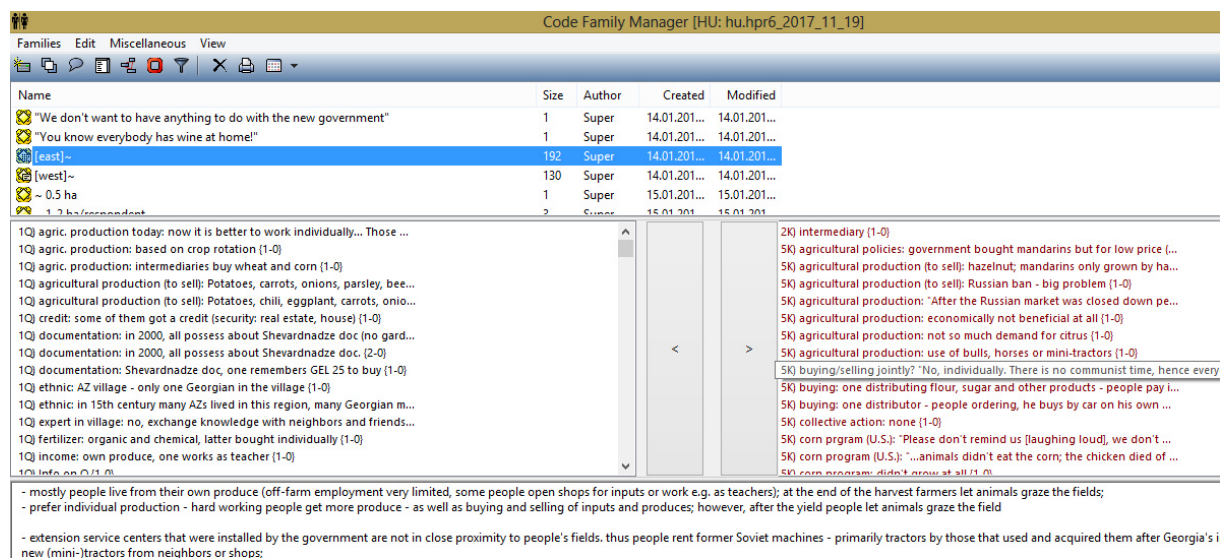 Code Family Manager [HU: hu.hpr6_2017_11_19]
Families Edit Miscellaneous View
Name Size Author Created Modified
"We don't want to have anything to do with the new government" 1 Super 14.01.201... 14.01.201...
"You know everybody has wine at home!" 1 Super 14.01.201... 14.01.201...
[east]~ 192 Super 14.01.201... 14.01.201...
[west]~ 130 Super 14.01.201... 14.01.201...
~ 0.5 ha 1 Super 15.01.201... 15.01.201...
1Q) agric. production today: now it is better to work individually... Those ...
1Q) agric. production: based on crop rotation {1-0}
1Q) agric. production: intermediaries buy wheat and corn {1-0}
1Q) agricultural production (to sell): Potatoes, carrots, onions, parsley, bee...
1Q) agricultural production (to sell): Potatoes, chili, eggplant, carrots, onio...
1Q) credit: some of them got a credit (security: real estate, house) {1-0}
1Q) documentation: in 2000, all possess about Shevardnadze doc (no gard...
1Q) documentation: in 2000, all possess about Shevardnadze doc. {2-0}
1Q) documentation: Shevardnadze doc, one remembers GEL 25 to buy {1-0}
1Q) ethnic: AZ village - only one Georgian in the village {1-0}
1Q) ethnic: in 15th century many AZs lived in this region, many Georgian m...
1Q) expert in village: no, exchange knowledge with neighbors and friends...
1Q) fertilizer: organic and chemical, latter bought individually {1-0}
1Q) income: own produce, one works as teacher {1-0}
1Q) Info on Q {1-0}
< >
2K) intermediary {1-0}
5K) agricultural policies: government bought mandarins but for low price {...
5K) agricultural production (to sell): hazelnut; mandarins only grown by ha...
5K) agricultural production (to sell): Russian ban - big problem {1-0}
5K) agricultural production: "After the Russian market was closed down pe...
5K) agricultural production: economically not beneficial at all {1-0}
5K) agricultural production: not so much demand for citrus {1-0}
5K) agricultural production: use of bulls, horses or mini-tractors {1-0}
5K) buying/selling jointly? "No, individually. There is no communist time, hence every
5K) buying: one distributing flour, sugar and other products - people pay i...
5K) buying: one distributor - people ordering, he buys by car on his own ...
5K) collective action: none {1-0}
5K) corn prgram (U.S.): "Please don't remind us [laughing loud], we don't ...
5K) corn program (U.S.): "...animals didn't eat the corn; the chicken died of ...
5K) corn program: didn't grow at all {1-0}
- mostly people live from their own produce (off-farm employment very limited, some people open shops for inputs or work e.g. as teachers); at the end of the harvest farmers let animals graze the fields;
- prefer individual production - hard working people get more produce - as well as buying and selling of inputs and produces; however, after the yield people let animals graze the field
- extension service centers that were installed by the government are not in close proximity to people's fields. thus people rent former Soviet machines - primarily tractors by those that used and acquired them after Georgia's i
new (mini-)tractors from neighbors or shops;